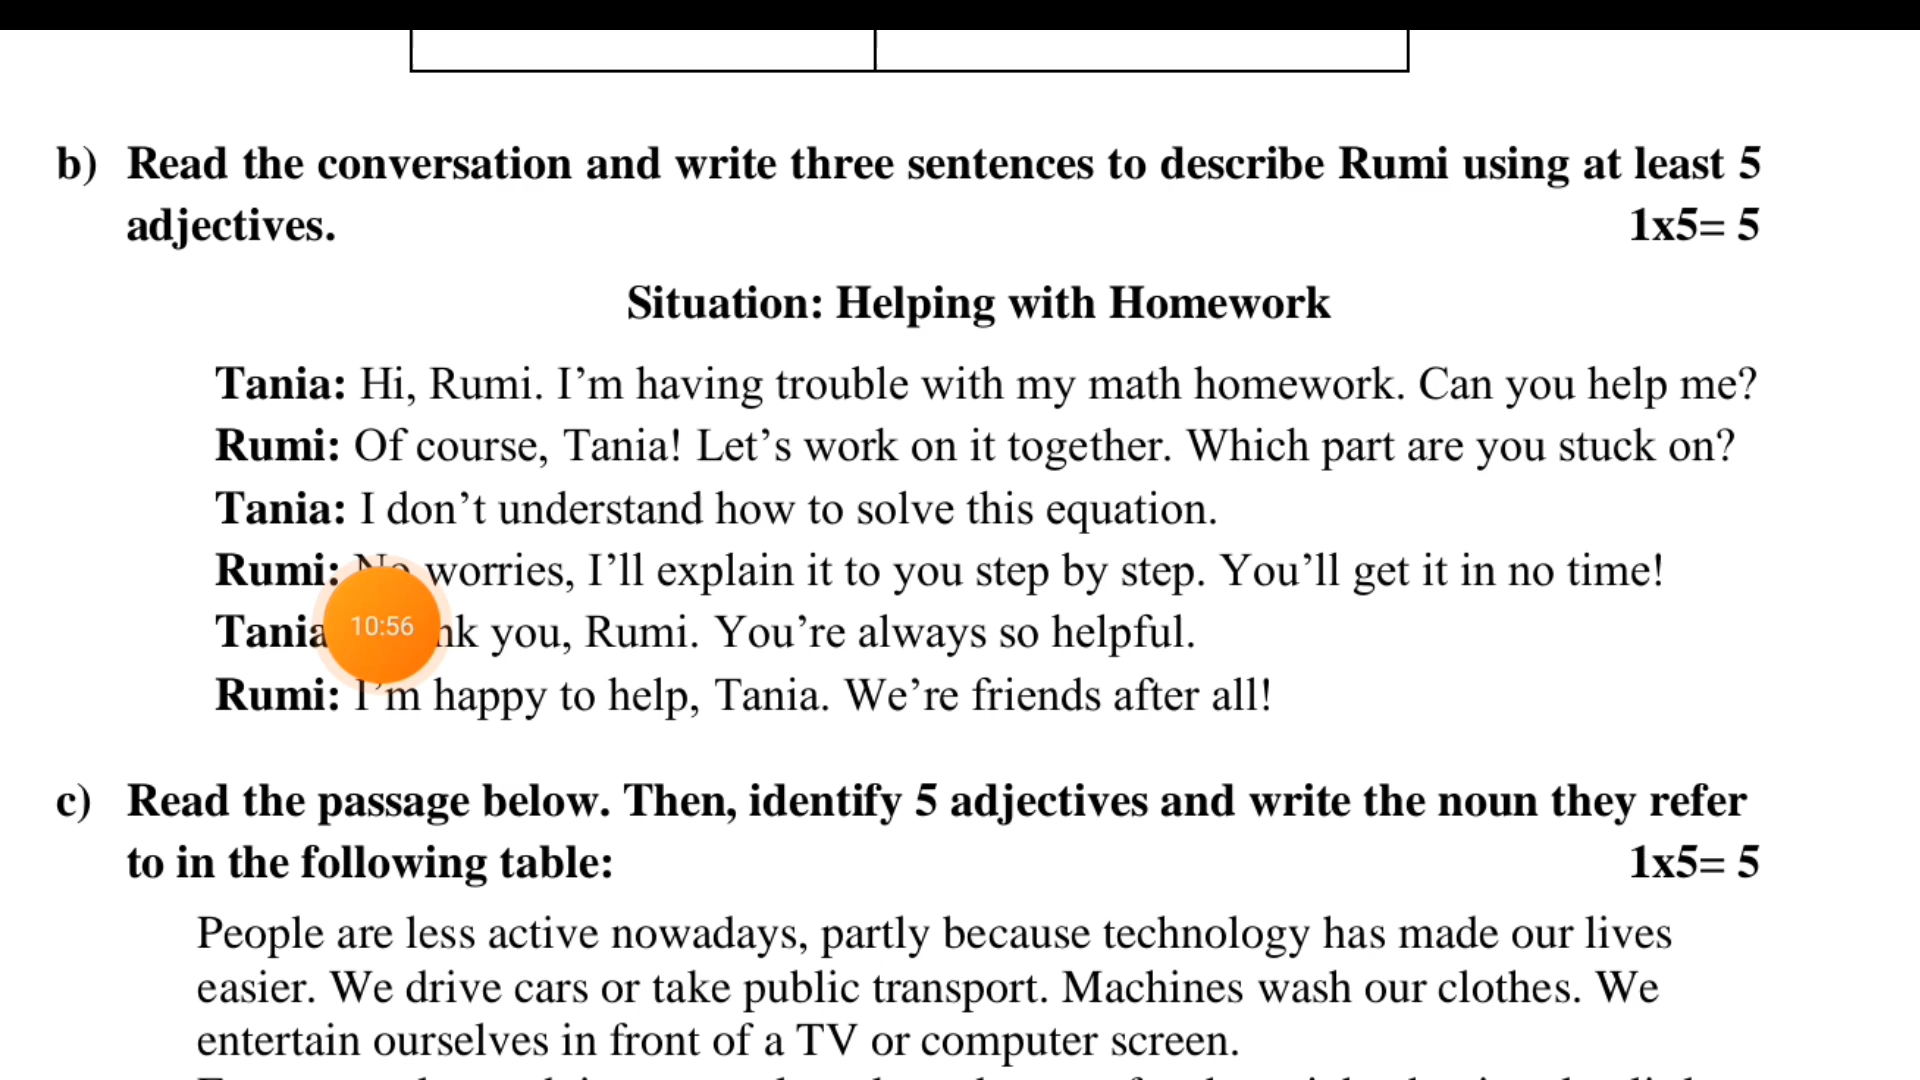 b) Read the conversation and write three sentences to describe Rumi using at least 5
adjectives. 1x5= 5
Situation: Helping with Homework
Tania: Hi, Rumi. I’m having trouble with my math homework. Can you help me?
Rumi: Of course, Tania! Let’s work on it together. Which part are you stuck on?
Tania: I don’t understand how to solve this equation.
Rumi: No worries, I’ll explain it to you step by step. You’ll get it in no time!
Tania you, Rumi. You’re always so helpful.
10:56
Rumi: I’m happy to help, Tania. We’re friends after all!
c) Read the passage below. Then, identify 5 adjectives and write the noun they refer
to in the following table: 1x5= 5
People are less active nowadays, partly because technology has made our lives
easier. We drive cars or take public transport. Machines wash our clothes. We
entertain ourselves in front of a TV or computer screen.